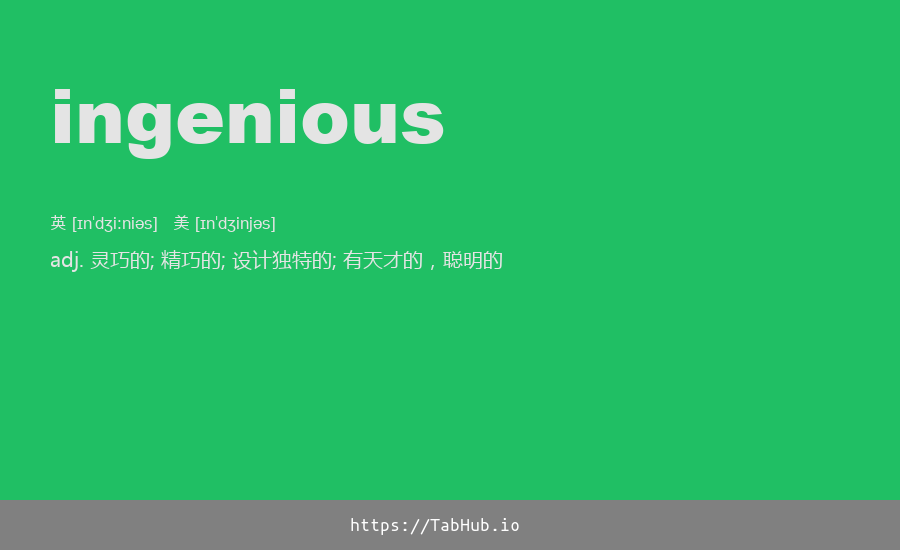 ingenious
英 [ɪnˈdʒiːniəs] 美 [ɪnˈdʒinjəs]
adj. 灵巧的; 精巧的; 设计独特的; 有天才的，聪明的
https://TabHub.io